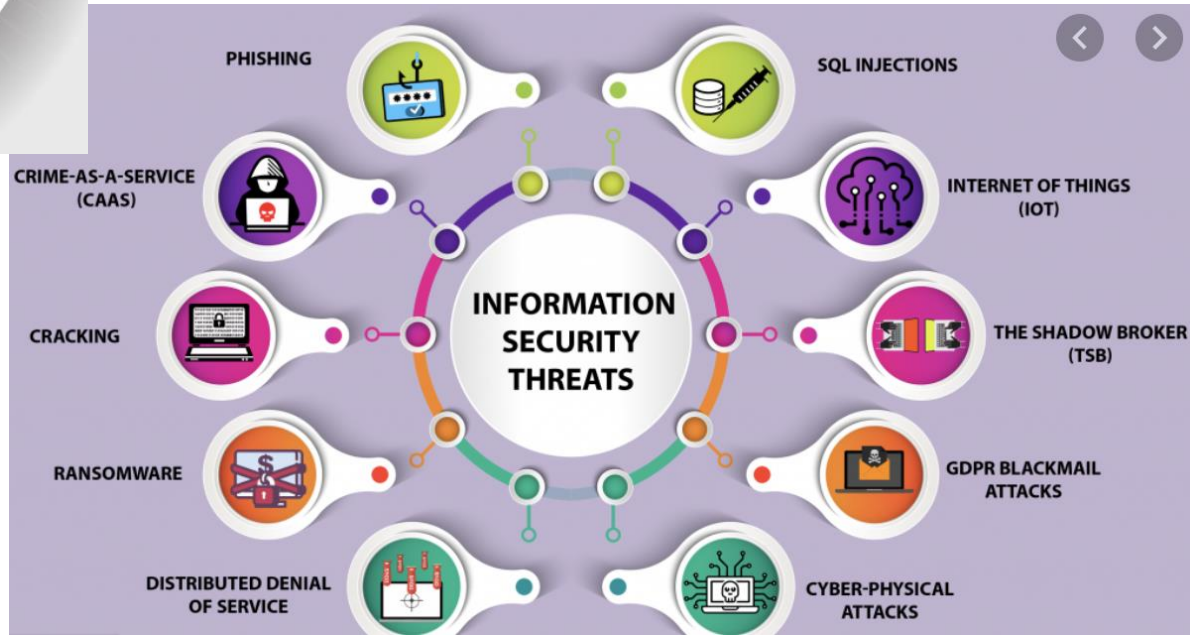 PHISHING
SQL INJECTIONS
CRIME-AS-A-SERVICE
(CAAS)
INTERNET OF THINGS
(IOT)
INFORMATION
SECURITY
THREATS
CRACKING
THE SHADOW BROKER
(TSB)
RANSOMWARE
GDPR BLACKMAIL
ATTACKS
DISTRIBUTED DENIAL
OF SERVICE
CYBER-PHYSICAL
ATTACKS